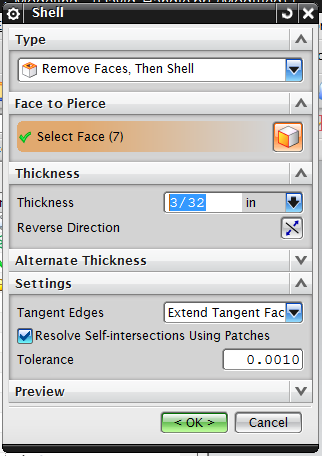 Shell
Type
Remove Faces, Then Shell
Face to Pierce
Select Face (7)
Thickness
Thickness 3/32 in
Reverse Direction
Alternate Thickness
Settings
Tangent Edges Extend Tangent Fac
Resolve Self-intersections Using Patches
Tolerance 0.0010
Preview
< OK > Cancel